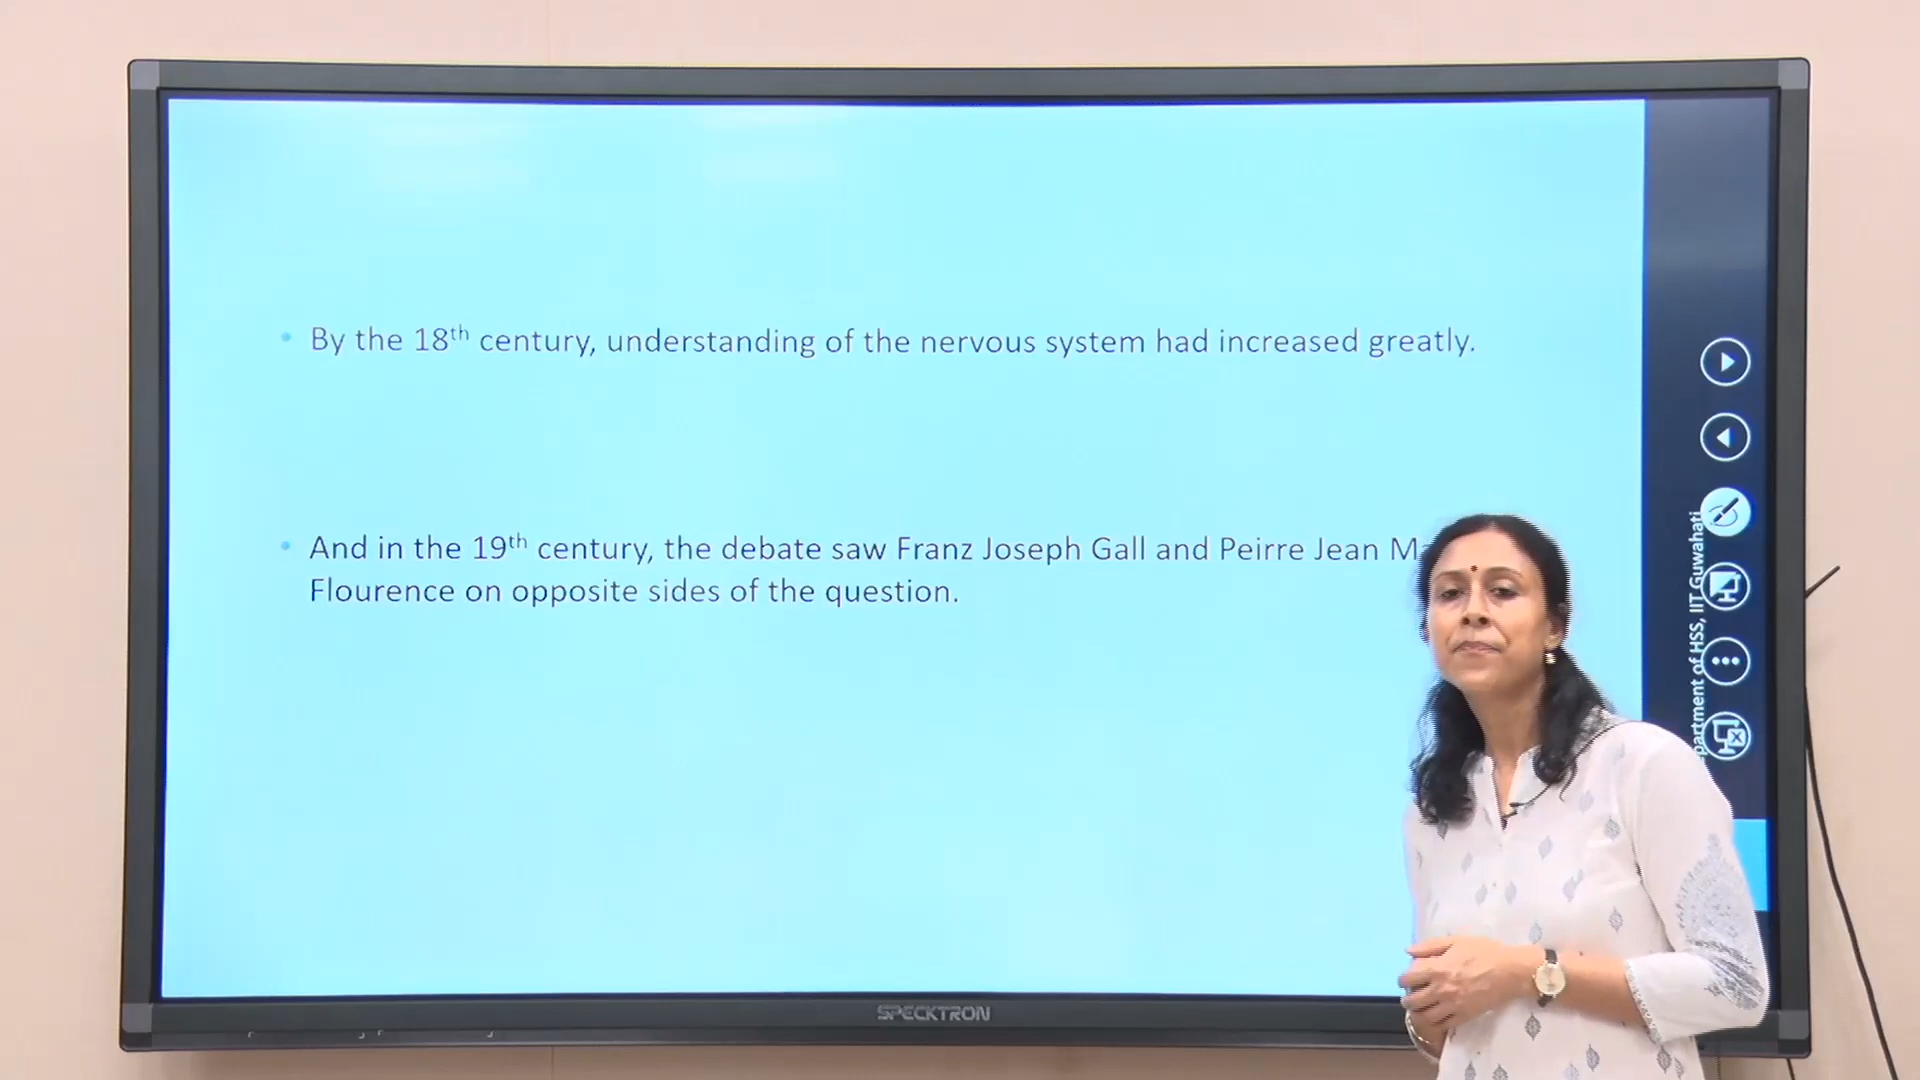 By the 18th century, understanding of the nervous system had increased greatly.
And in the 19th century, the debate saw Franz Joseph Gall and Peirre Jean
Flourence on opposite sides of the question.
partment of HSS, IIT Guwahati
SPECKTRON